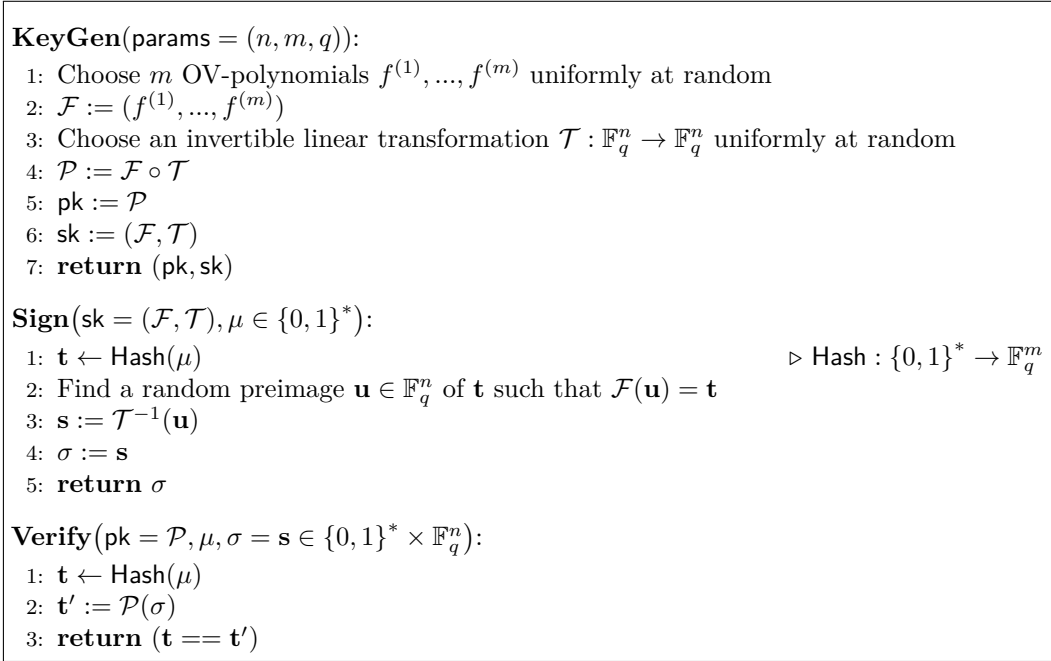 KeyGen(params = (n, m, q)):
1: Choose m OV-polynomials f^(1), ..., f^(m) uniformly at random
2: ℱ := (f^(1), ..., f^(m))
3: Choose an invertible linear transformation 𝒯 : 𝔽_q^n → 𝔽_q^n uniformly at random
4: 𝒫 := ℱ ∘ 𝒯
5: pk := 𝒫
6: sk := (ℱ, 𝒯)
7: return (pk, sk)
Sign(sk = (ℱ, 𝒯), μ ∈ {0, 1}^*):
1: t ← Hash(μ) ▷ Hash : {0, 1}^* → 𝔽_q^m
2: Find a random preimage u ∈ 𝔽_q^n of t such that ℱ(u) = t
3: s := 𝒯^−1(u)
4: σ := s
5: return σ
Verify(pk = 𝒫, μ, σ = s ∈ {0, 1}^* × 𝔽_q^n):
1: t ← Hash(μ)
2: t′ := 𝒫(σ)
3: return (t == t′)